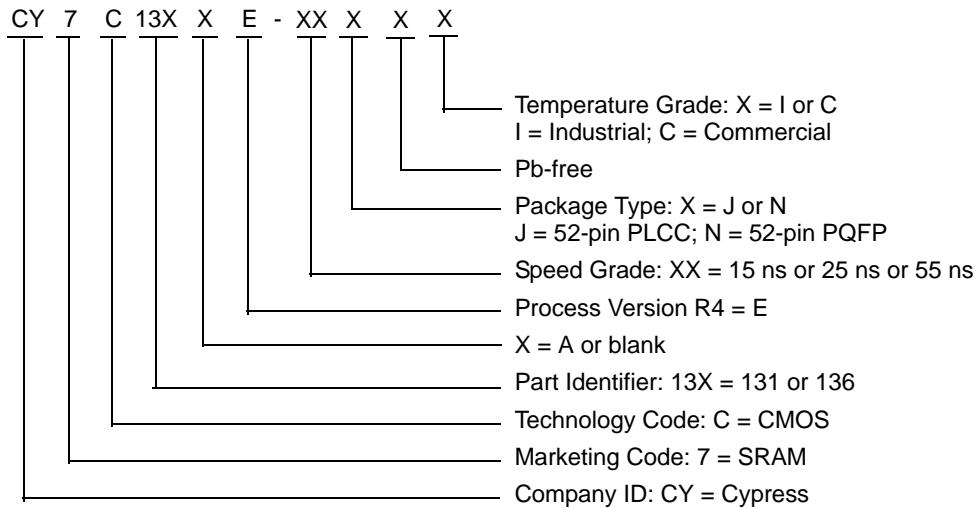 CY 7 C 13X X E - XX X X X
Temperature Grade: X = I or C
I = Industrial; C = Commercial
Pb-free
Package Type: X = J or N
J = 52-pin PLCC; N = 52-pin PQFP
Speed Grade: XX = 15 ns or 25 ns or 55 ns
Process Version R4 = E
X = A or blank
Part Identifier: 13X = 131 or 136
Technology Code: C = CMOS
Marketing Code: 7 = SRAM
Company ID: CY = Cypress